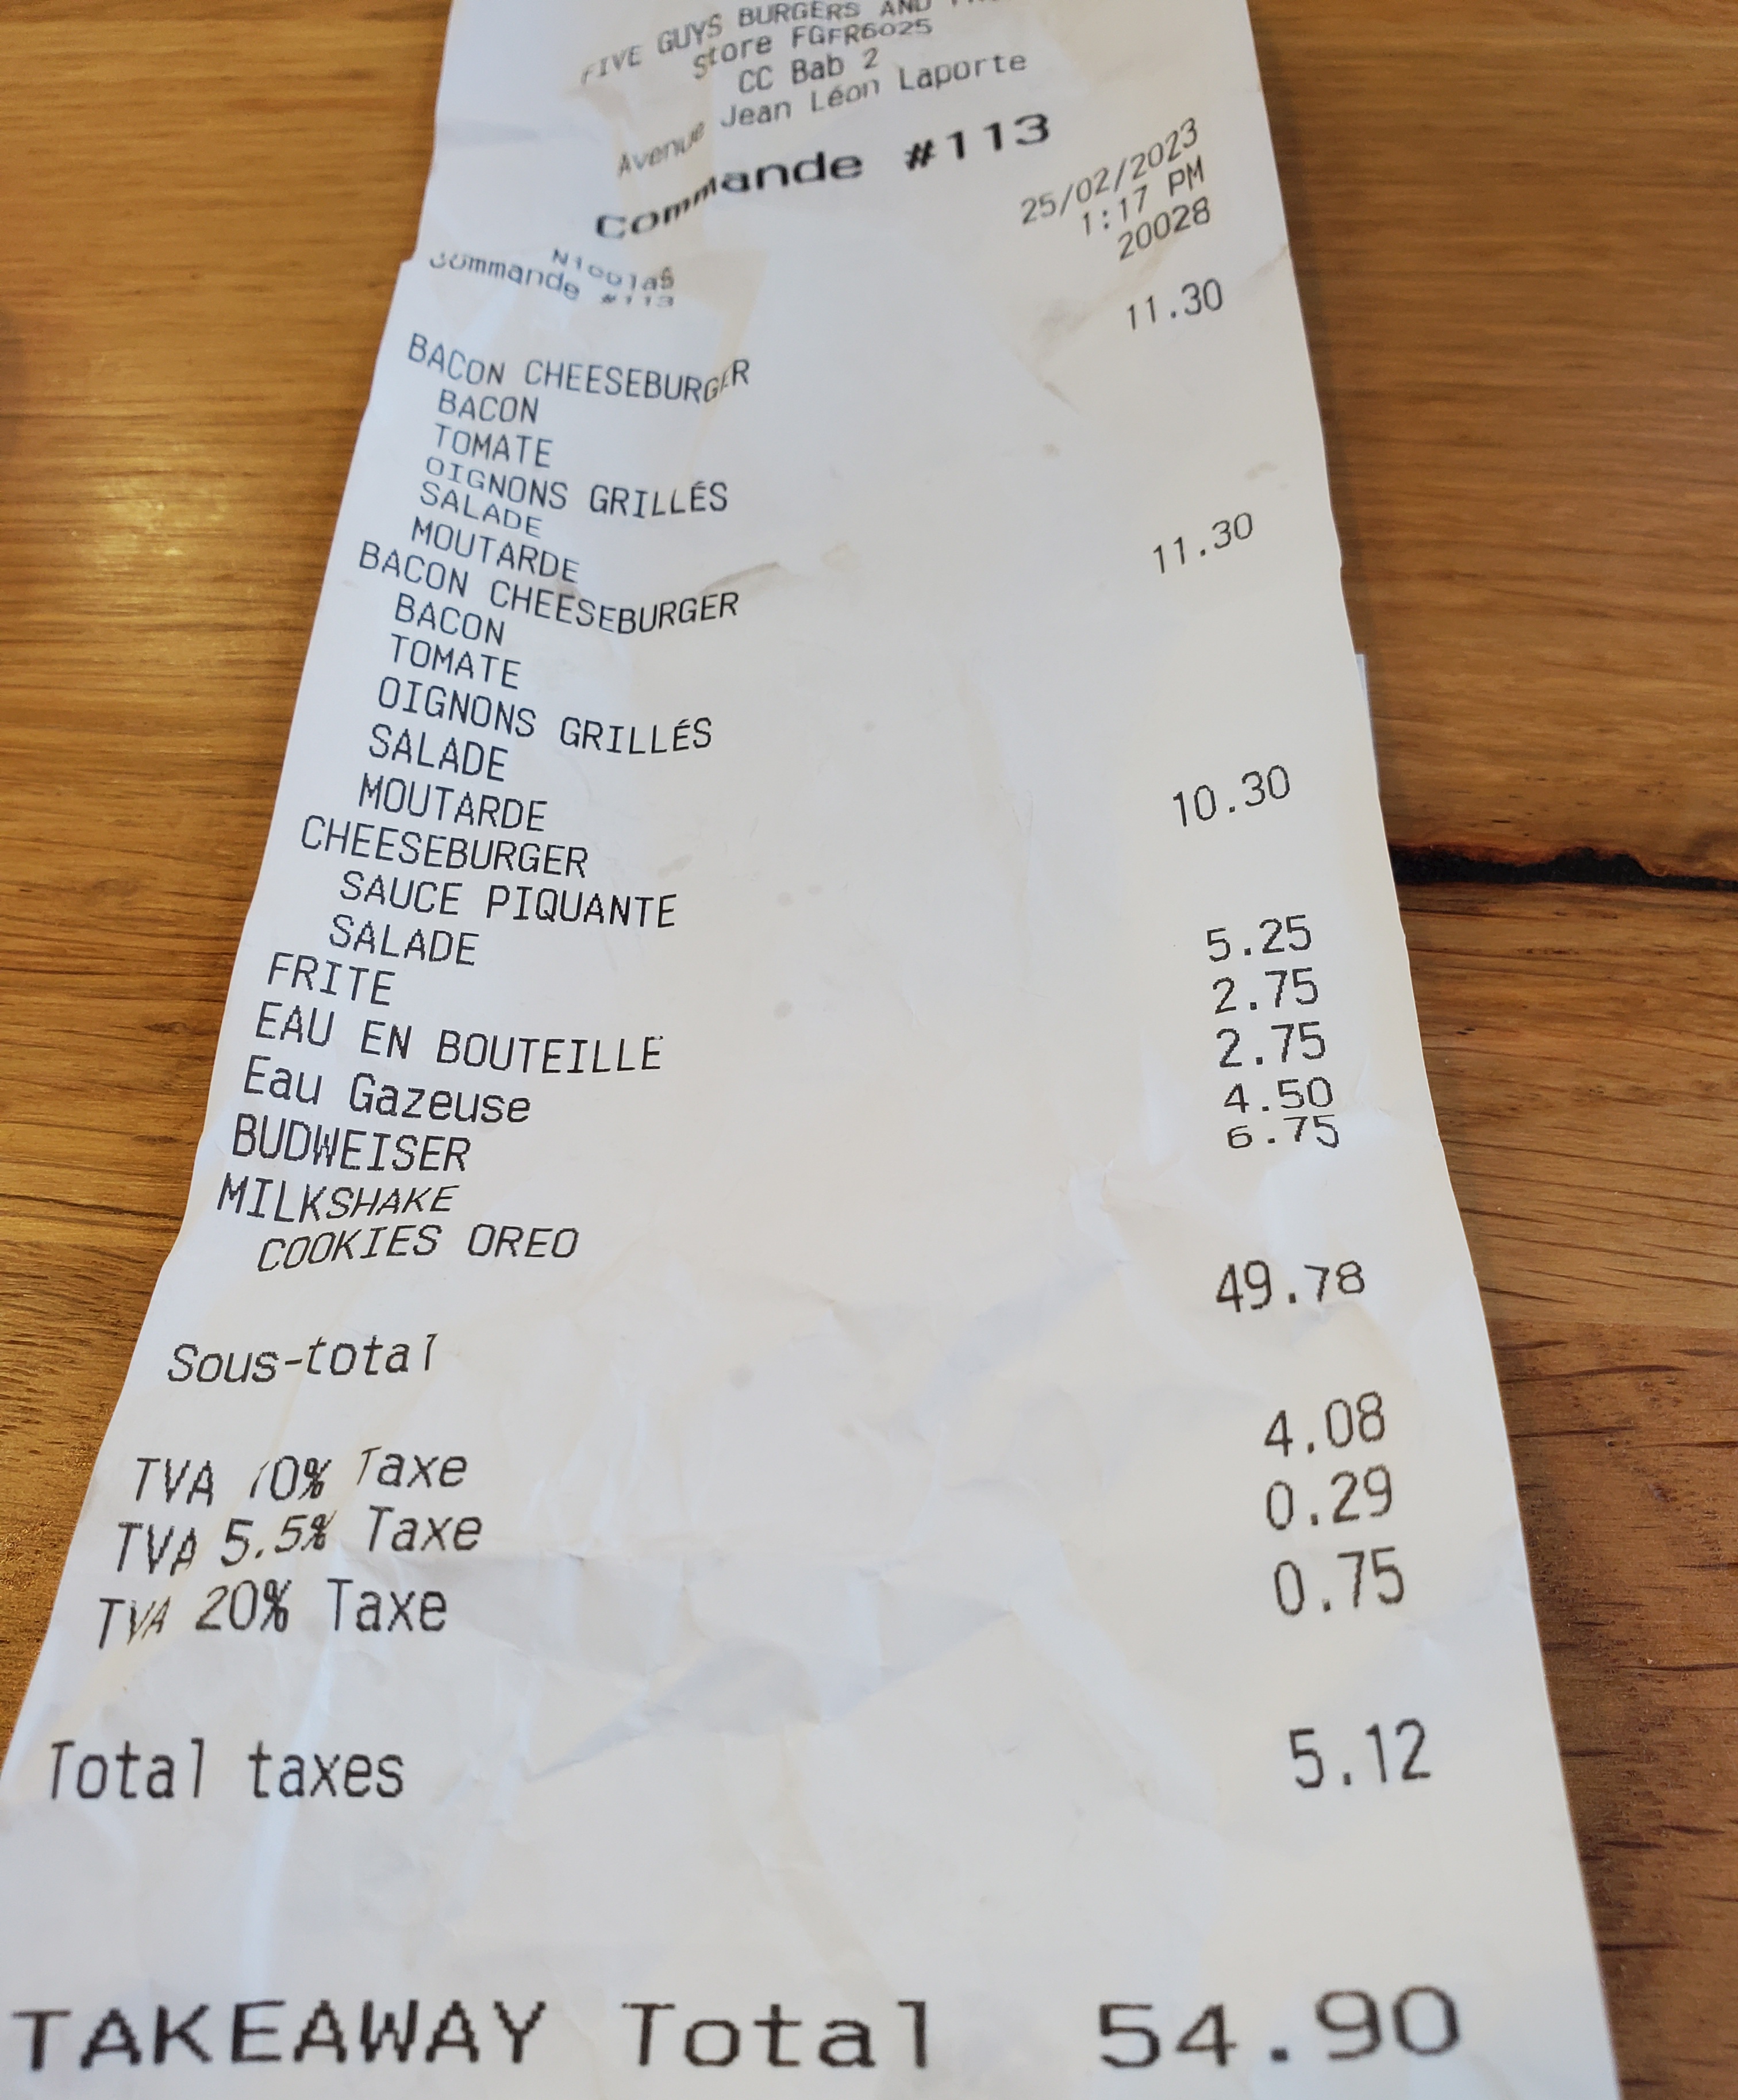 FIVE GUYS BURGERS AND
Store FGFR6025
CC Bab 2
Avenue Jean Léon Laporte
Commande #113
25/02/2023
1:17 PM
Nicolas 20028
Commande #113
BACON CHEESEBURGER 11.30
BACON
TOMATE
OIGNONS GRILLÉS
SALADE
MOUTARDE
BACON CHEESEBURGER 11.30
BACON
TOMATE
OIGNONS GRILLÉS
SALADE
MOUTARDE
CHEESEBURGER 10.30
SAUCE PIQUANTE
SALADE
FRITE 5.25
EAU EN BOUTEILLE 2.75
Eau Gazeuse 2.75
BUDWEISER 4.50
MILKSHAKE 6.75
COOKIES OREO
Sous-total 49.78
TVA 10% Taxe 4.08
TVA 5.5% Taxe 0.29
TVA 20% Taxe 0.75
Total taxes 5.12
TAKEAWAY Total 54.90